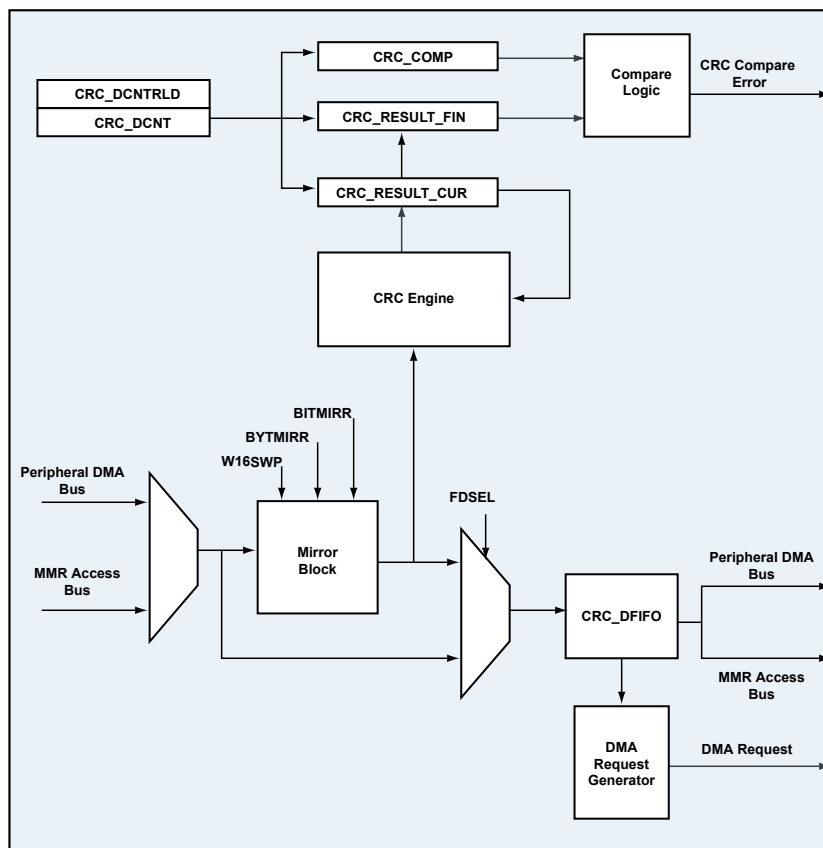 CRC_COMP
CRC_DCNTRLD
CRC_DCNT
CRC_RESULT_FIN
CRC_RESULT_CUR
Compare
Logic
CRC Compare
Error
CRC Engine
BITMIRR
BYTMIRR
W16SWP
Peripheral DMA
Bus
MMR Access
Bus
Mirror
Block
FDSEL
CRC_DFIFO
Peripheral DMA
Bus
MMR Access
Bus
DMA
Request
Generator
DMA Request